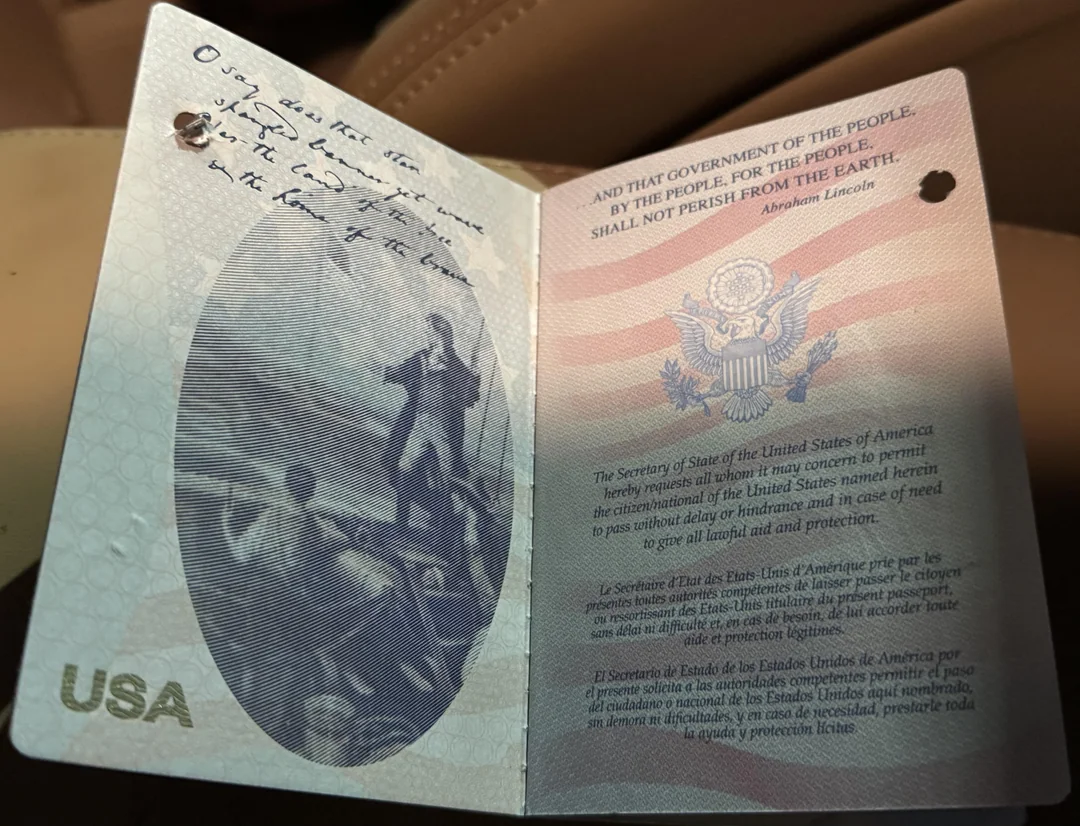 O say does that star
spangled banner yet wave
O'er the land of the free
on the home of the brave
USA
...AND THAT GOVERNMENT OF THE PEOPLE,
BY THE PEOPLE, FOR THE PEOPLE,
SHALL NOT PERISH FROM THE EARTH.
Abraham Lincoln
The Secretary of State of the United States of America
hereby requests all whom it may concern to permit
the citizen/national of the United States named herein
to pass without delay or hindrance and in case of need
to give all lawful aid and protection.
Le Secrétaire d'Etat des Etats-Unis d'Amérique prie par les
présentes toutes autorités compétentes de laisser passer le citoyen
ou ressortissant des Etats-Unis titulaire du présent passeport,
sans délai ni difficulté et, en cas de besoin, de lui accorder toute
aide et protection légitimes.
El Secretario de Estado de los Estados Unidos de América por
el presente solicita a las autoridades competentes permitir el paso
del ciudadano o nacional de los Estados Unidos aquí nombrado,
sin demora ni dificultades, y en caso de necesidad, prestarle toda
la ayuda y protección lícitas.